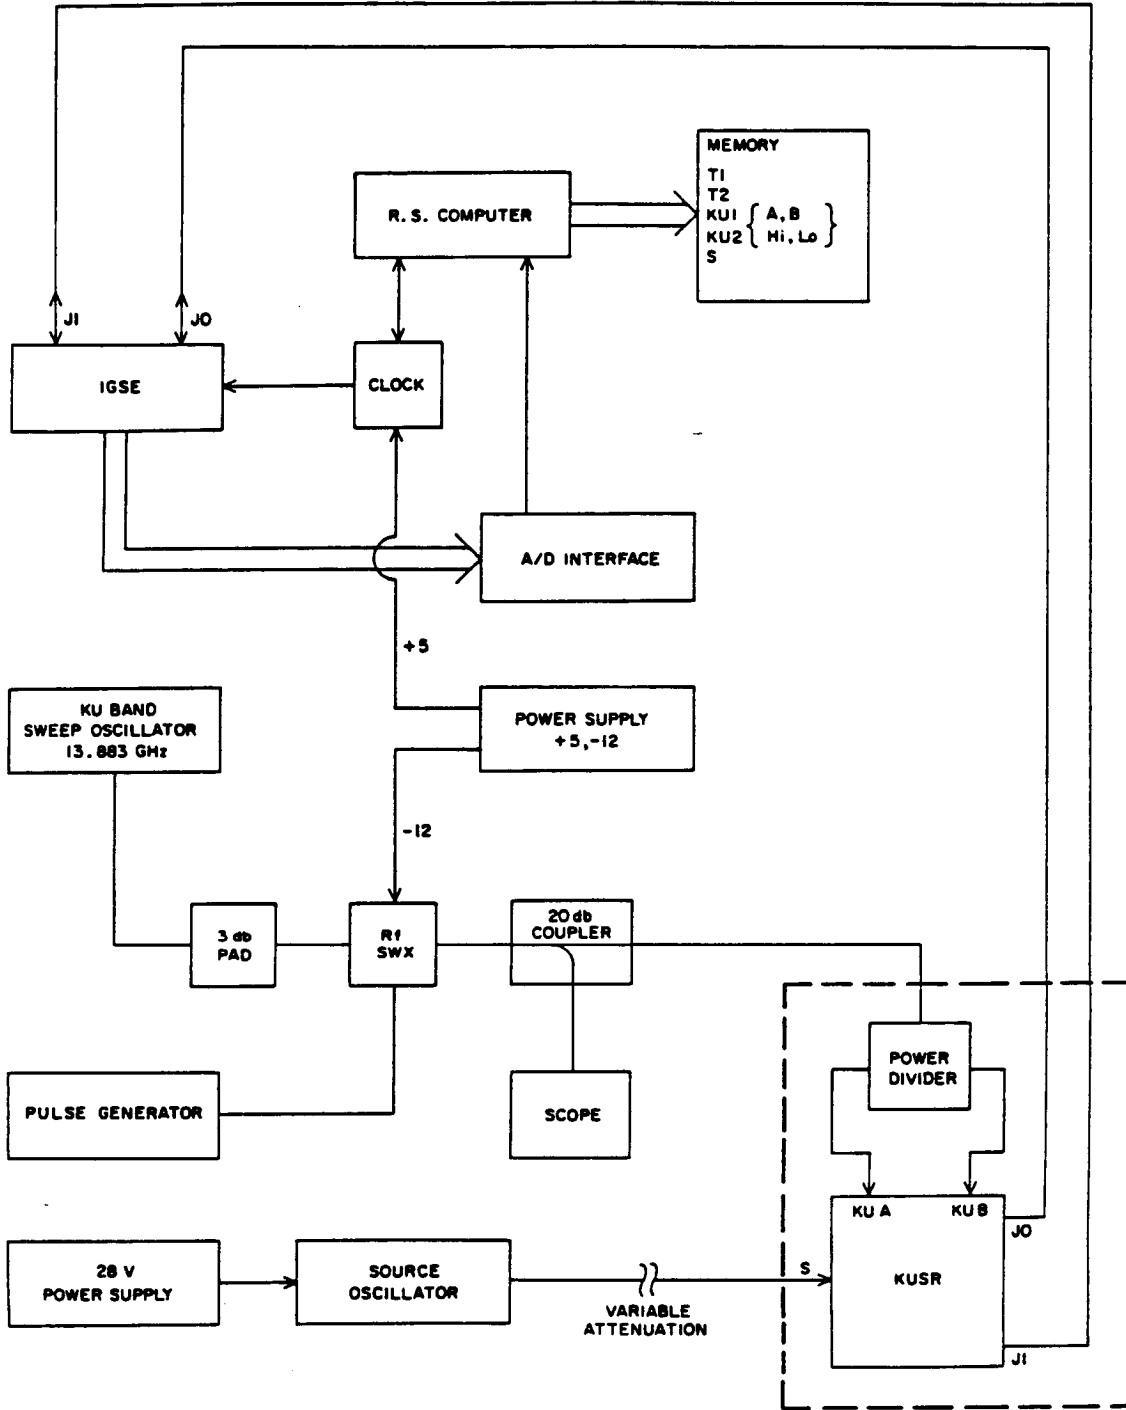 MEMORY
T1
T2
KU1 { A, B }
KU2 { Hi, Lo }
S
R. S. COMPUTER
J1
J0
IGSE
CLOCK
A/D INTERFACE
+5
KU BAND
SWEEP OSCILLATOR
13.883 GHz
POWER SUPPLY
+5,-12
-12
3 db
PAD
Rf
SWX
20 db
COUPLER
POWER
DIVIDER
PULSE GENERATOR
SCOPE
KU A
KU B
J0
28 V
POWER SUPPLY
SOURCE
OSCILLATOR
S
KUSR
VARIABLE
ATTENUATION
J1